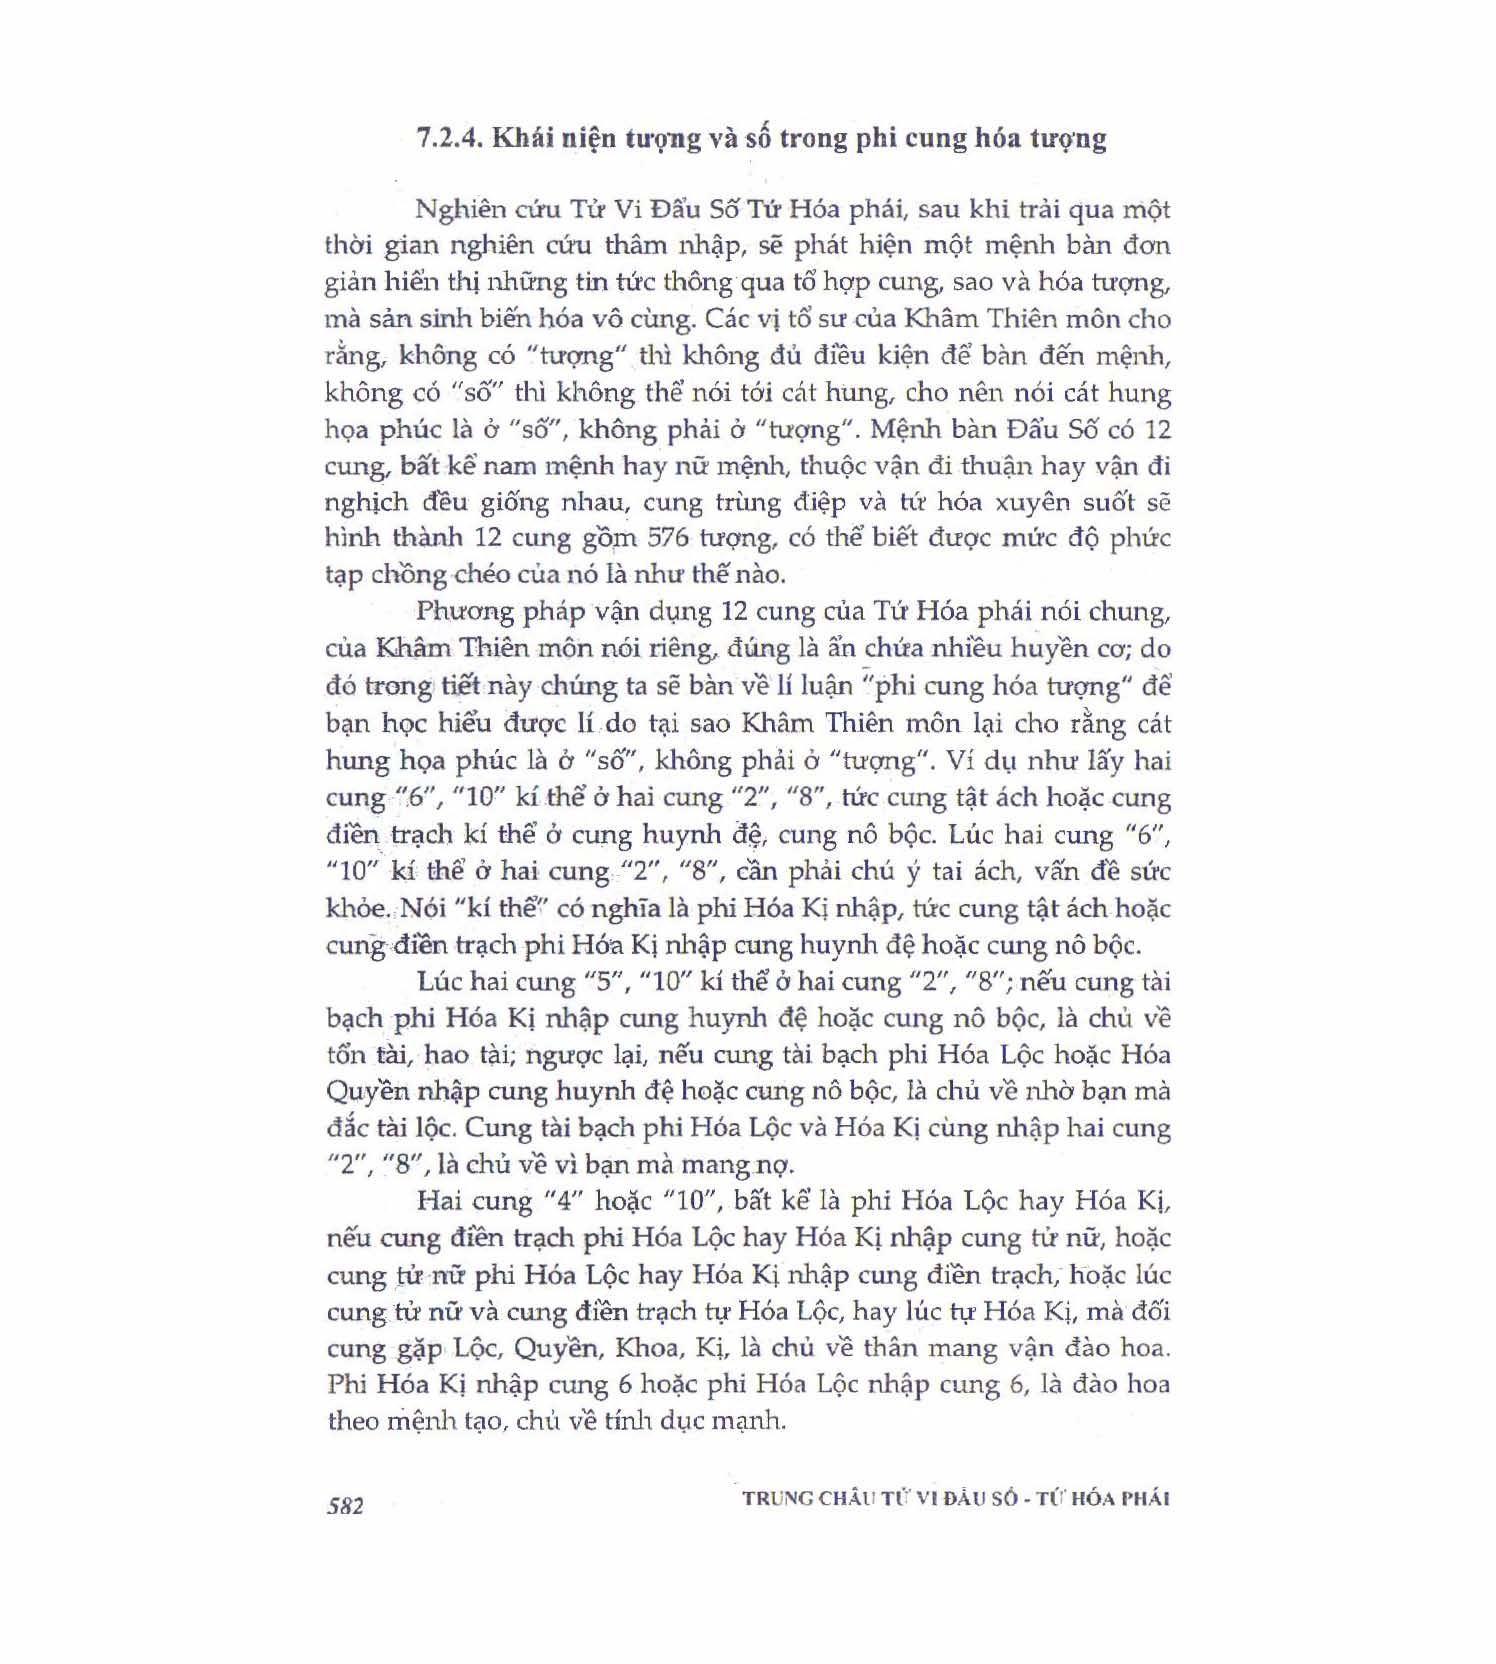 7.2.4. Khái niện tượng và số trong phi cung hóa tượng
Nghiên cứu Tử Vi Đẩu Số Tứ Hóa phái, sau khi trải qua một
thời gian nghiên cứu thâm nhập, sẽ phát hiện một mệnh bàn đơn
giản hiển thị những tin tức thông qua tổ hợp cung, sao và hóa tượng,
mà sản sinh biến hóa vô cùng. Các vị tổ sư của Khâm Thiên môn cho
rằng, không có "tượng" thì không đủ điều kiện để bàn đến mệnh,
không có "số" thì không thể nói tới cát hung, cho nên nói cát hung
họa phúc là ở "số", không phải ở "tượng". Mệnh bàn Đẩu Số có 12
cung, bất kể nam mệnh hay nữ mệnh, thuộc vận đi thuận hay vận đi
nghịch đều giống nhau, cung trùng điệp và tứ hóa xuyên suốt sẽ
hình thành 12 cung gồm 576 tượng, có thể biết được mức độ phức
tạp chồng chéo của nó là như thế nào.
Phương pháp vận dụng 12 cung của Tứ Hóa phái nói chung,
của Khâm Thiên môn nói riêng, đúng là ẩn chứa nhiều huyền cơ; do
đó trong tiết này chúng ta sẽ bàn về lí luận "phi cung hóa tượng" để
bạn học hiểu được lí do tại sao Khâm Thiên môn lại cho rằng cát
hung họa phúc là ở "số", không phải ở "tượng". Ví dụ như lấy hai
cung "6", "10" kí thể ở hai cung "2", "8", tức cung tật ách hoặc cung
điền trạch kí thể ở cung huynh đệ, cung nô bộc. Lúc hai cung "6",
"10" kí thể ở hai cung "2", "8", cần phải chú ý tai ách, vấn đề sức
khỏe. Nói "kí thể" có nghĩa là phi Hóa Kị nhập, tức cung tật ách hoặc
cung điền trạch phi Hóa Kị nhập cung huynh đệ hoặc cung nô bộc.
Lúc hai cung "5", "10" kí thể ở hai cung "2", "8"; nếu cung tài
bạch phi Hóa Kị nhập cung huynh đệ hoặc cung nô bộc, là chủ về
tổn tài, hao tài; ngược lại, nếu cung tài bạch phi Hóa Lộc hoặc Hóa
Quyền nhập cung huynh đệ hoặc cung nô bộc, là chủ về nhờ bạn mà
đắc tài lộc. Cung tài bạch phi Hóa Lộc và Hóa Kị cùng nhập hai cung
"2", "8", là chủ về vì bạn mà mang nợ.
Hai cung "4" hoặc "10", bất kể là phi Hóa Lộc hay Hóa Kị,
nếu cung điền trạch phi Hóa Lộc hay Hóa Kị nhập cung tử nữ, hoặc
cung tử nữ phi Hóa Lộc hay Hóa Kị nhập cung điền trạch, hoặc lúc
cung tử nữ và cung điền trạch tự Hóa Lộc, hay lúc tự Hóa Kị, mà đối
cung gặp Lộc, Quyền, Khoa, Kị, là chủ về thân mang vận đào hoa.
Phi Hóa Kị nhập cung 6 hoặc phi Hóa Lộc nhập cung 6, là đào hoa
theo mệnh tạo, chủ về tính dục mạnh.
582
TRUNG CHÂU TỬ VI ĐẨU SỐ - TỨ HÓA PHÁI